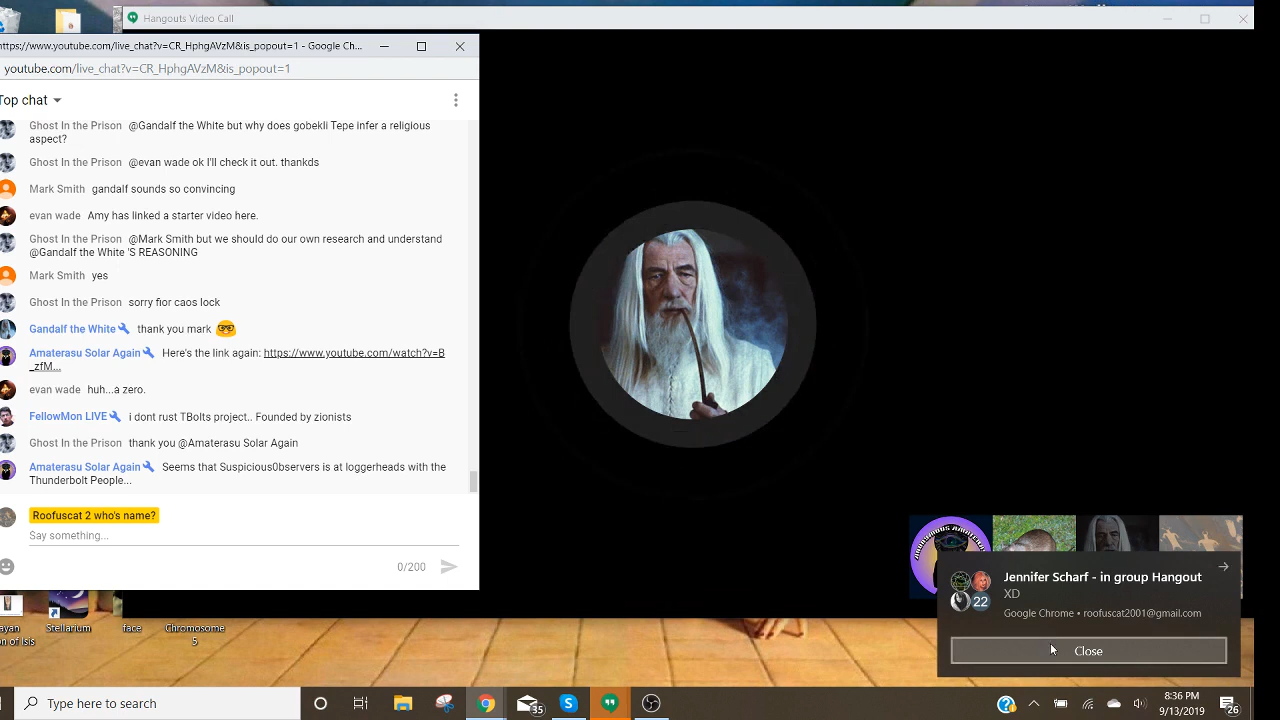 Hangouts Video Call
https://www.youtube.com/live_chat?v=CR_HphgAVzM&is_popout=1 - Google Ch...
youtube.com/live_chat?v=CR_HphgAVzM&is_popout=1
Top chat
Ghost In the Prison @Gandalf the White but why does gobekli Tepe infer a religious
aspect?
Ghost In the Prison @evan wade ok I'll check it out. thankds
Mark Smith gandalf sounds so convincing
evan wade Amy has linked a starter video here.
Ghost In the Prison @Mark Smith but we should do our own research and understand
@Gandalf the White 'S REASONING
Mark Smith yes
Ghost In the Prison sorry fior caos lock
Gandalf the White thank you mark
Amaterasu Solar Again Here's the link again: https://www.youtube.com/watch?v=B
_zfM...
evan wade huh...a zero.
FellowMon LIVE i dont rust TBolts project.. Founded by zionists
Ghost In the Prison thank you @Amaterasu Solar Again
Amaterasu Solar Again Seems that Suspicious0bservers is at loggerheads with the
Thunderbolt People...
Roofuscat 2 who's name?
Say something...
0/200
ayan
on of Isis
Stellarium
face
Chromosome
5
Jennifer Scharf - in group Hangout
XD
22
Google Chrome • roofuscat2001@gmail.com
Close
Type here to search
35
8:36 PM
9/13/2019
26